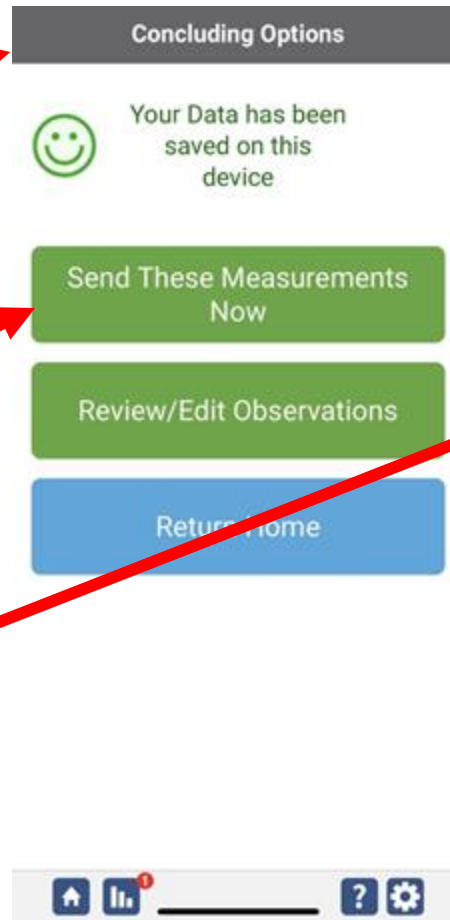 Concluding Options
Your Data has been
saved on this
device
Send These Measurements
Now
Review/Edit Observations
Return Home
1
?